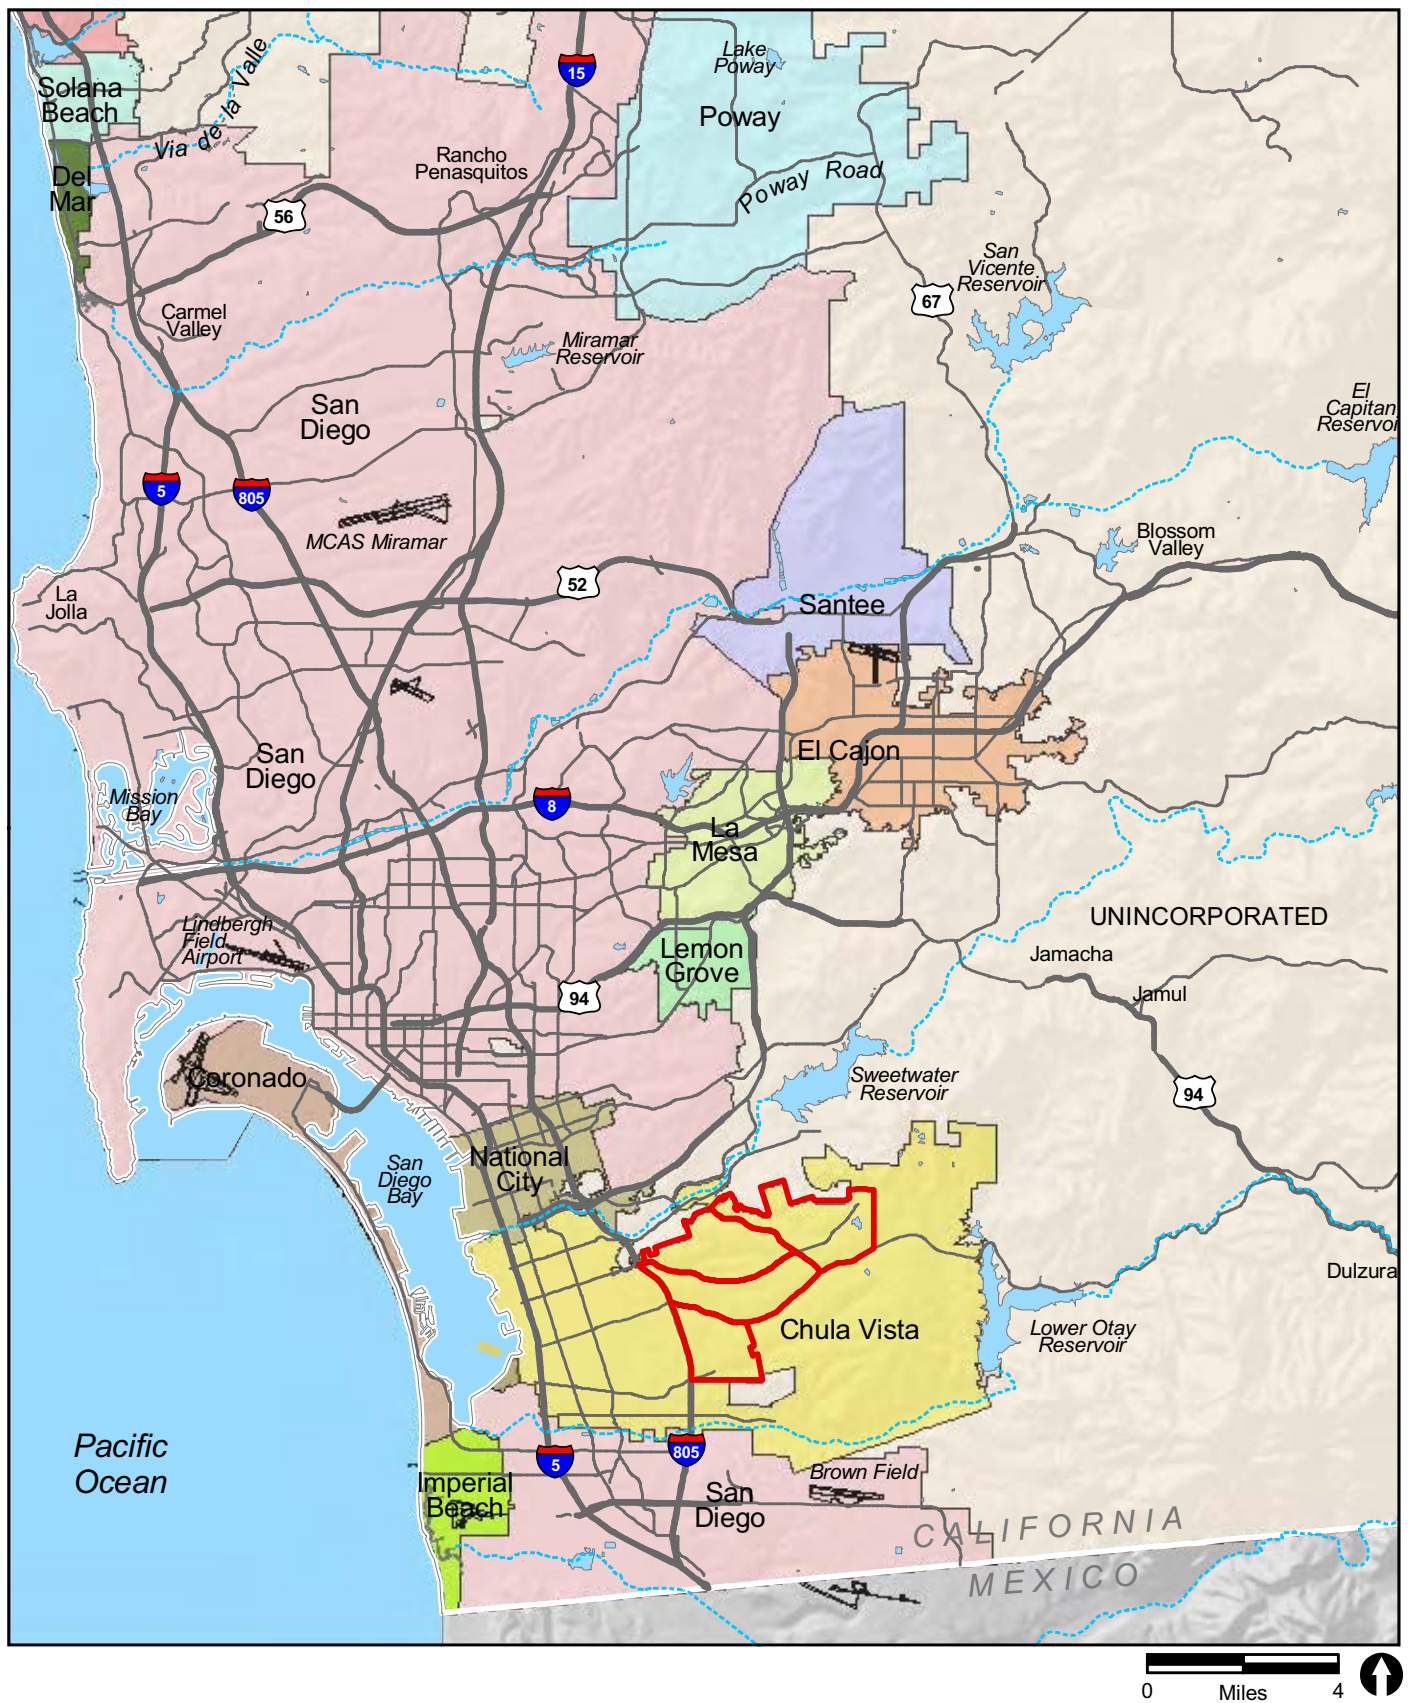 15
Lake
Poway
Solana
Beach
Via de la Valle
Poway
Rancho
Penasquitos
Del
Mar
Poway Road
56
San
Vicente
Reservoir
67
Carmel
Valley
Miramar
Reservoir
San
Diego
El
Capitan
Reservoi
5
805
MCAS Miramar
Blossom
Valley
52
La
Jolla
Santee
San
Diego
El Cajon
Mission
Bay
8
La
Mesa
UNINCORPORATED
Lindbergh
Field
Airport
Lemon
Grove
Jamacha
94
Jamul
Coronado
Sweetwater
Reservoir
94
San
Diego
Bay
National
City
Dulzura
Chula Vista
Lower Otay
Reservoir
Pacific
Ocean
5
805
Brown Field
Imperial
Beach
San
Diego
CALIFORNIA
MEXICO
0 Miles 4